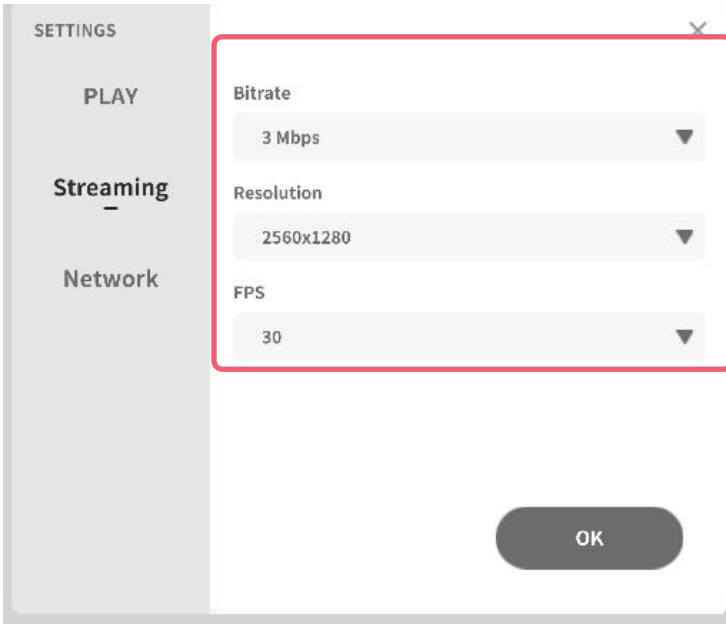 SETTINGS
PLAY
Streaming
Network
Bitrate
3 Mbps
Resolution
2560x1280
FPS
30
OK